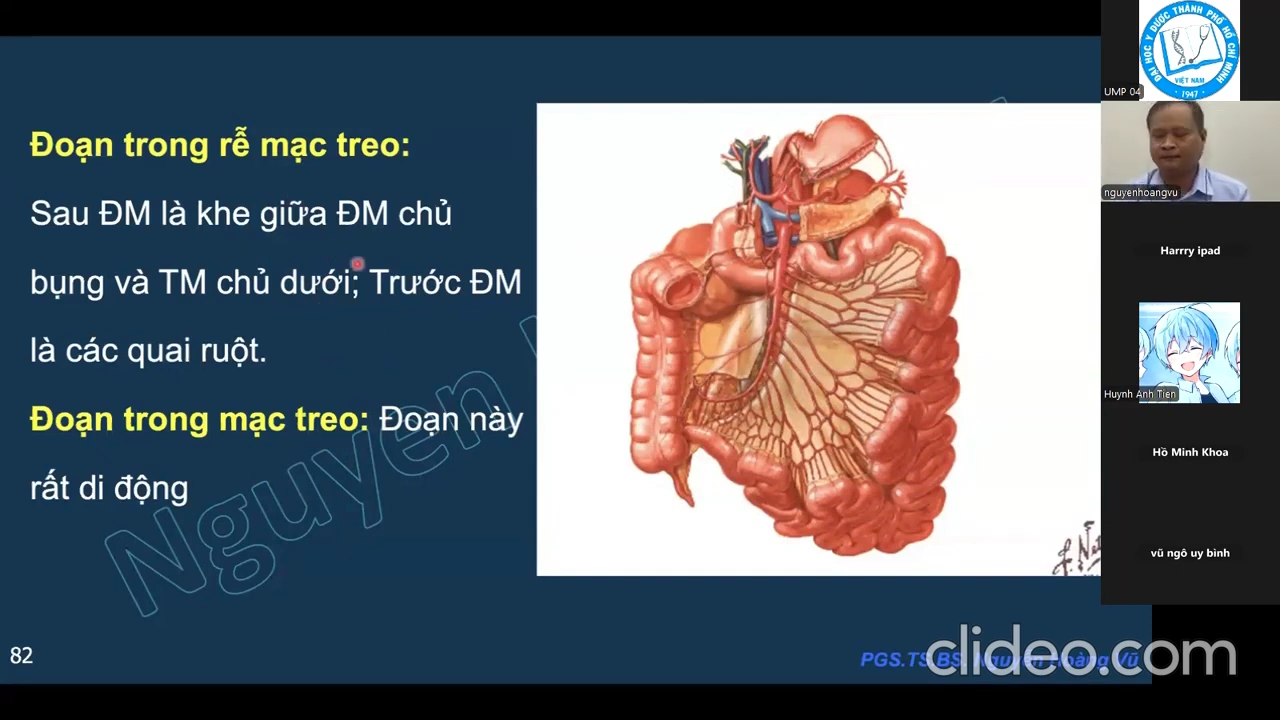 Đoạn trong rễ mạc treo:
Sau ĐM là khe giữa ĐM chủ
bụng và TM chủ dưới; Trước ĐM
là các quai ruột.
Đoạn trong mạc treo: Đoạn này
rất di động
Nguyen
82
PGS.TS.BS. Nguyễn Hoàng Vũ
clideo.com
ĐẠI HỌC Y DƯỢC THÀNH PHỐ HỒ CHÍ MINH
VIỆT NAM
1947
UMP 04
nguyenhoangvu
Harrry ipad
Huynh Anh Tien
Hồ Minh Khoa
vũ ngô uy bình